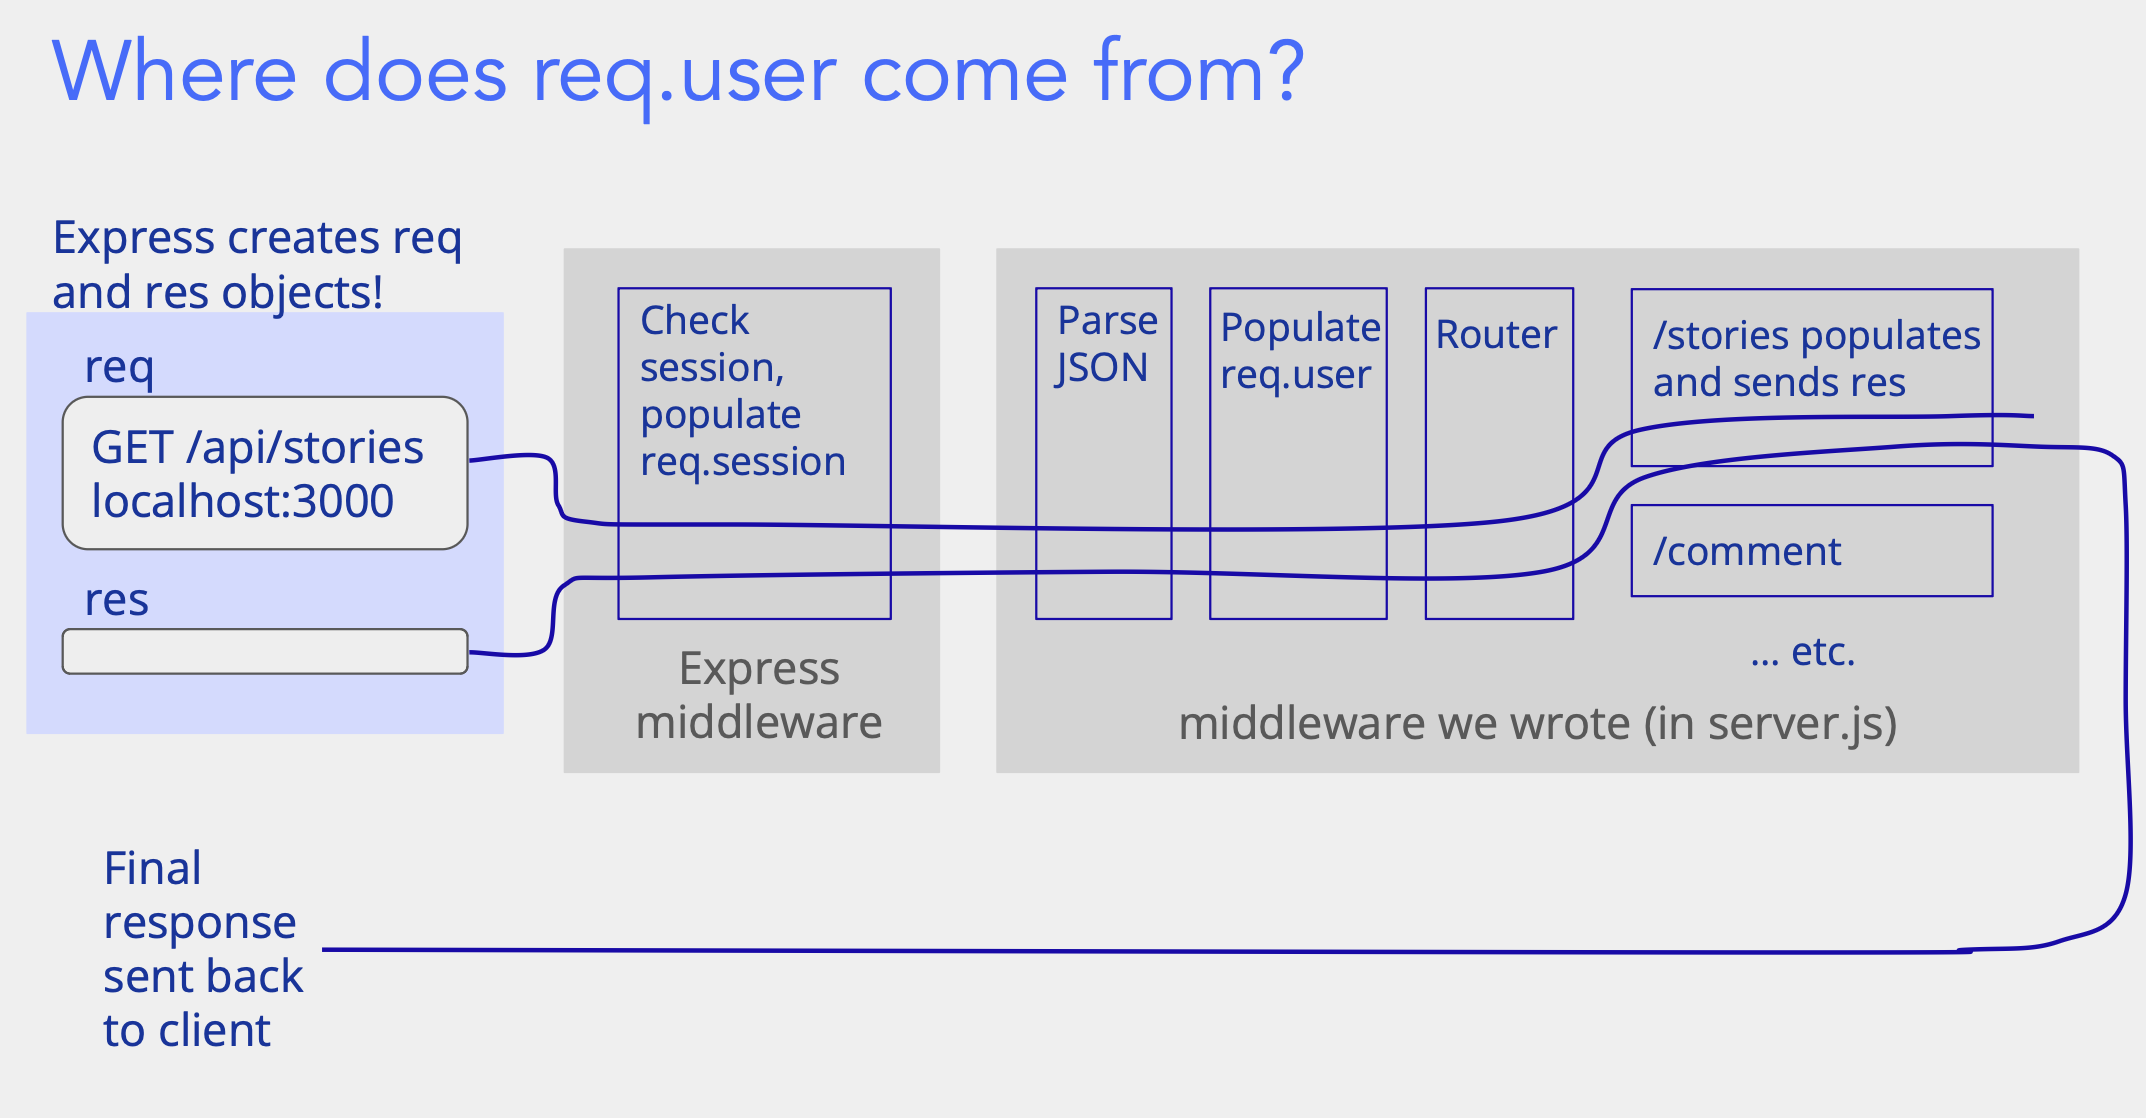 Where does req.user come from?
Express creates req
and res objects!
req
GET /api/stories
localhost:3000
res
Check
session,
populate
req.session
Express
middleware
Parse
JSON
Populate
req.user
Router
/stories populates
and sends res
/comment
... etc.
middleware we wrote (in server.js)
Final
response
sent back
to client